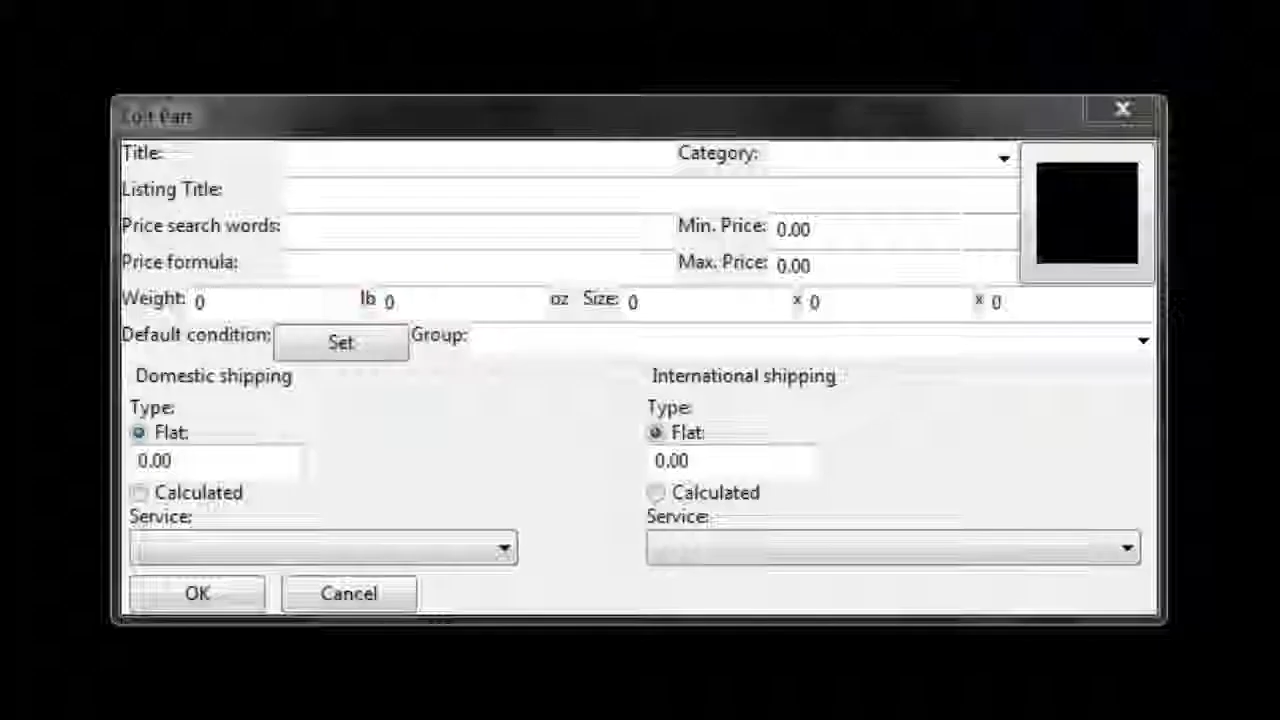 Edit Part
X
Title: Category:
Listing Title:
Price search words: Min. Price: 0.00
Price formula: Max. Price: 0.00
Weight: 0 lb 0 oz Size: 0 x 0 x 0
Default condition: Set Group:
Domestic shipping International shipping
Type: Type:
Flat: Flat:
0.00 0.00
Calculated Calculated
Service: Service:
OK Cancel